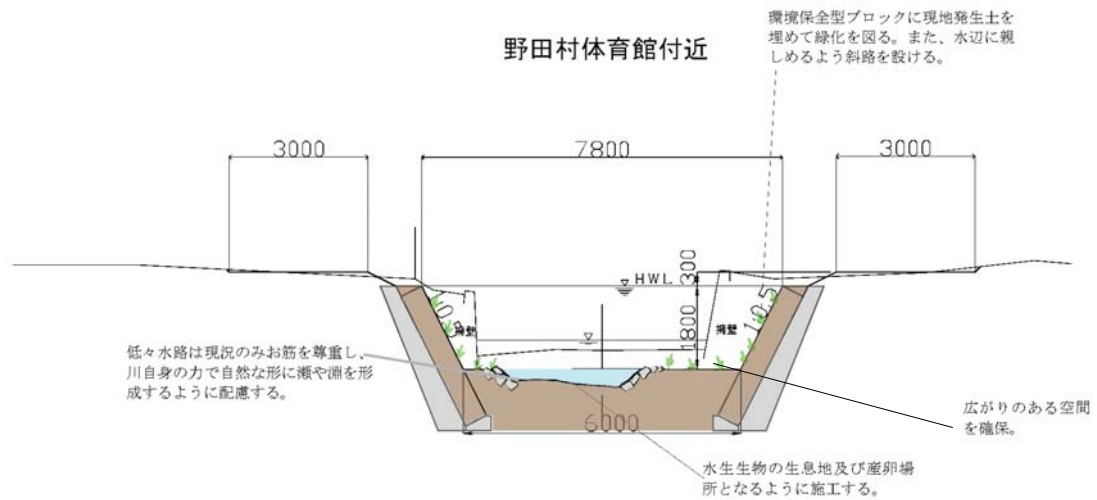 環境保全型ブロックに現地発生土を
埋めて緑化を図る。また、水辺に親
しめるよう斜路を設ける。
野田村体育館付近
3000
7800
3000
HWL
300
1800
1:0.5
擁壁
擁壁
低々水路は現況のみお筋を尊重し、
川自身の力で自然な形に瀬や淵を形
成するように配慮する。
広がりのある空間
を確保。
6000
水生生物の生息地及び産卵場
所となるように施工する。